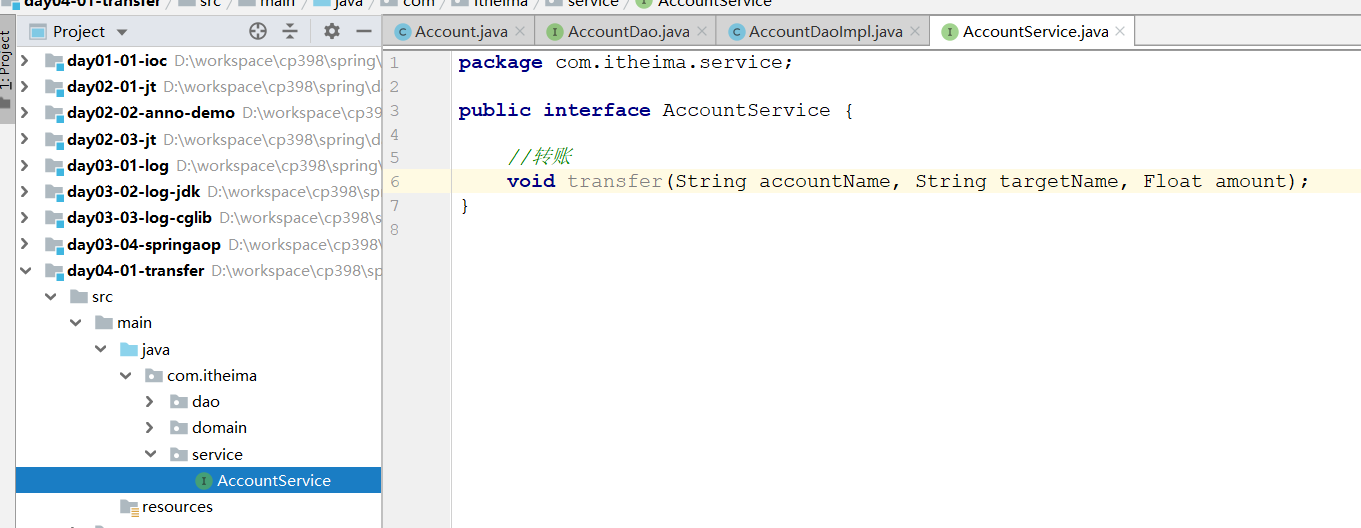 day04-01-transfer src main java com itheima service AccountService
1: Project
Project
Account.java AccountDao.java AccountDaoImpl.java AccountService.java
day01-01-ioc D:\workspace\cp398\spring\
day02-01-jt D:\workspace\cp398\spring\d
day02-02-anno-demo D:\workspace\cp39
day02-03-jt D:\workspace\cp398\spring\d
day03-01-log D:\workspace\cp398\spring\
day03-02-log-jdk D:\workspace\cp398\sp
day03-03-log-cglib D:\workspace\cp398\s
day03-04-springaop D:\workspace\cp398\
day04-01-transfer D:\workspace\cp398\sp
src
main
java
com.itheima
dao
domain
service
AccountService
resources
1 package com.itheima.service;
2
3 public interface AccountService {
4
5 //转账
6 void transfer(String accountName, String targetName, Float amount);
7 }
8